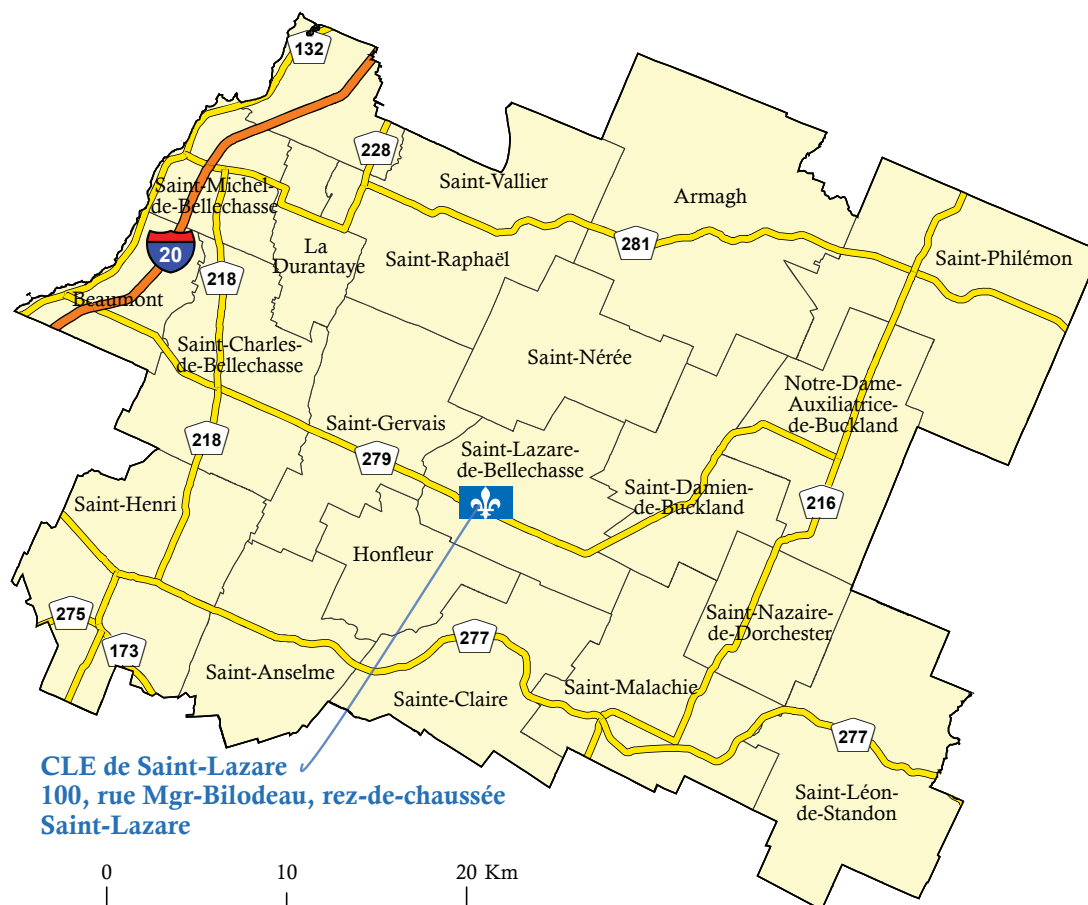 132
228
Saint-Vallier
Armagh
Saint-Michel-
de-Bellechasse
20
La
Durantaye
Saint-Raphaël
281
Saint-Philémon
218
Beaumont
Saint-Charles-
de-Bellechasse
Saint-Nérée
Notre-Dame-
Auxiliatrice-
de-Buckland
Saint-Gervais
218
279
Saint-Lazare-
de-Bellechasse
Saint-Henri
Saint-Damien-
de-Buckland
216
Honfleur
275
173
277
Saint-Nazaire-
de-Dorchester
Saint-Anselme
Sainte-Claire
Saint-Malachie
277
Saint-Léon-
de-Standon
CLE de Saint-Lazare
100, rue Mgr-Bilodeau, rez-de-chaussée
Saint-Lazare
0 10 20 Km